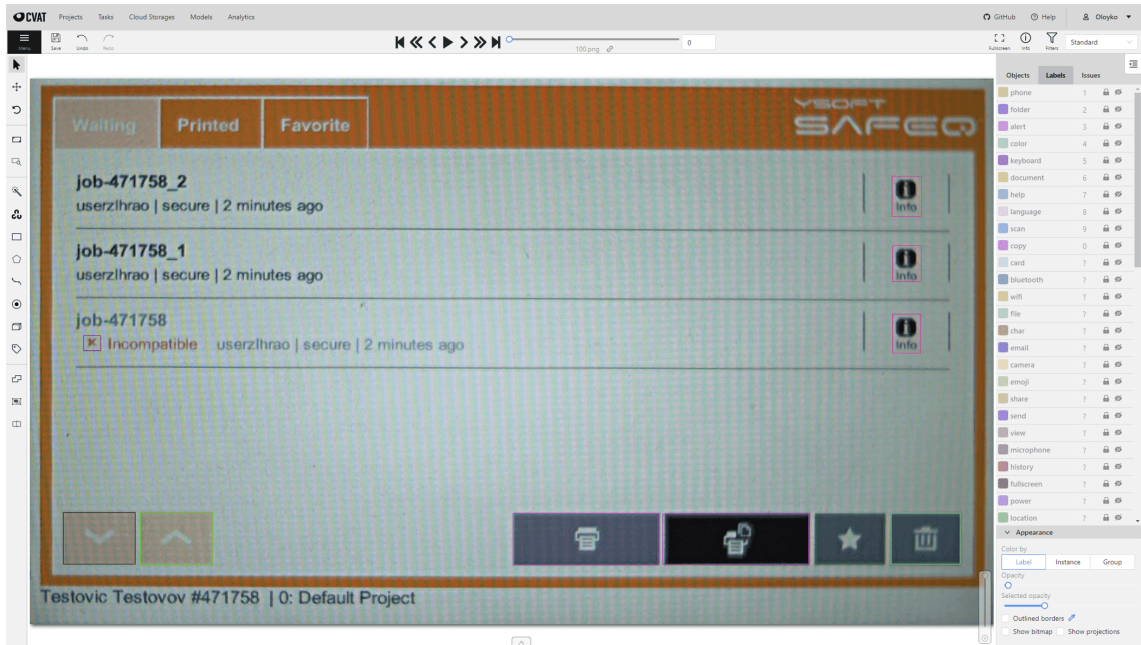 CVAT Projects Tasks Cloud Storages Models Analytics GitHub Help Oloyko
Menu Save Undo Redo 100.png 0 Fullscreen Info Filters Standard
Objects Labels Issues
phone 1
folder 2
alert 3
color 4
keyboard 5
document 6
help 7
language 8
scan 9
copy 0
card ?
bluetooth ?
wifi ?
file ?
char ?
email ?
camera ?
emoji ?
share ?
send ?
view ?
microphone ?
history ?
fullscreen ?
power ?
location ?
Appearance
Color by
Label Instance Group
Opacity
Selected opacity
Outlined borders
Show bitmap Show projections
YSOFT
SAFEQ
Waiting Printed Favorite
job-471758_2
userzlhrao | secure | 2 minutes ago
Info
job-471758_1
userzlhrao | secure | 2 minutes ago
Info
job-471758
Incompatible userzlhrao | secure | 2 minutes ago
Info
Testovic Testovov #471758 | 0: Default Project